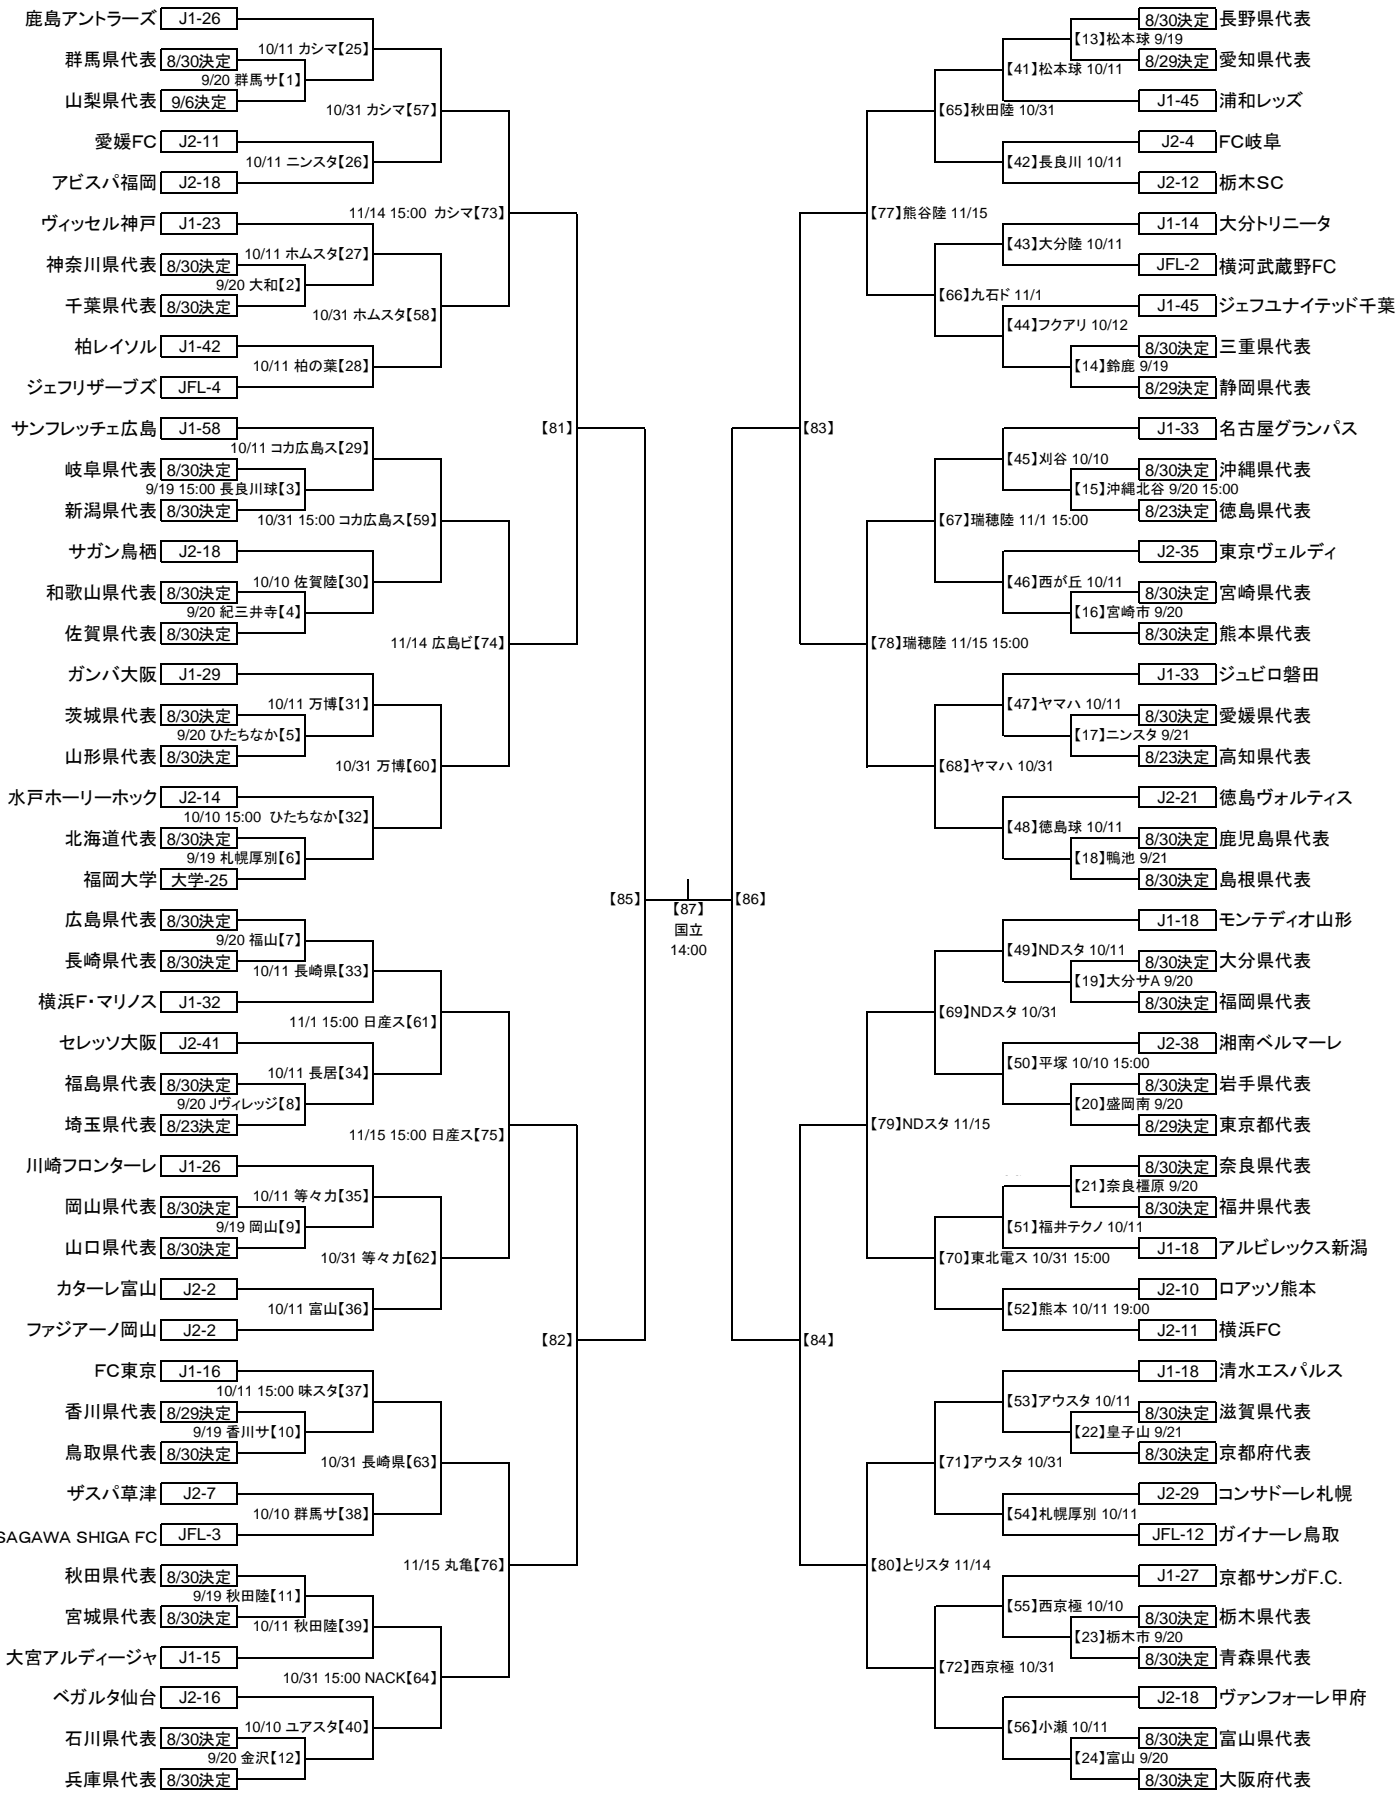 鹿島アントラーズ J1-26
10/11 カシマ【25】
群馬県代表 8/30決定
9/20 群馬サ【1】
山梨県代表 9/6決定
10/31 カシマ【57】
愛媛FC J2-11
10/11 ニンスタ【26】
アビスパ福岡 J2-18
11/14 15:00 カシマ【73】
ヴィッセル神戸 J1-23
10/11 ホムスタ【27】
神奈川県代表 8/30決定
9/20 大和【2】
千葉県代表 8/30決定
10/31 ホムスタ【58】
柏レイソル J1-42
10/11 柏の葉【28】
ジェフリザーブズ JFL-4
【81】
サンフレッチェ広島 J1-58
10/11 コカ広島ス【29】
岐阜県代表 8/30決定
9/19 15:00 長良川球【3】
新潟県代表 8/30決定
10/31 15:00 コカ広島ス【59】
サガン鳥栖 J2-18
10/10 佐賀陸【30】
和歌山県代表 8/30決定
9/20 紀三井寺【4】
佐賀県代表 8/30決定
11/14 広島ビ【74】
ガンバ大阪 J1-29
10/11 万博【31】
茨城県代表 8/30決定
9/20 ひたちなか【5】
山形県代表 8/30決定
10/31 万博【60】
水戸ホーリーホック J2-14
10/10 15:00 ひたちなか【32】
北海道代表 8/30決定
9/19 札幌厚別【6】
福岡大学 大学-25
【85】
広島県代表 8/30決定
9/20 福山【7】
長崎県代表 8/30決定
10/11 長崎県【33】
横浜F・マリノス J1-32
11/1 15:00 日産ス【61】
セレッソ大阪 J2-41
10/11 長居【34】
福島県代表 8/30決定
9/20 Jヴィレッジ【8】
埼玉県代表 8/23決定
11/15 15:00 日産ス【75】
川崎フロンターレ J1-26
10/11 等々力【35】
岡山県代表 8/30決定
9/19 岡山【9】
山口県代表 8/30決定
10/31 等々力【62】
カターレ富山 J2-2
10/11 富山【36】
ファジアーノ岡山 J2-2
【82】
FC東京 J1-16
10/11 15:00 味スタ【37】
香川県代表 8/29決定
9/19 香川サ【10】
鳥取県代表 8/30決定
10/31 長崎県【63】
ザスパ草津 J2-7
10/10 群馬サ【38】
SAGAWA SHIGA FC JFL-3
11/15 丸亀【76】
秋田県代表 8/30決定
9/19 秋田陸【11】
宮城県代表 8/30決定
10/11 秋田陸【39】
大宮アルディージャ J1-15
10/31 15:00 NACK【64】
ベガルタ仙台 J2-16
10/10 ユアスタ【40】
石川県代表 8/30決定
9/20 金沢【12】
兵庫県代表 8/30決定
【87】
国立
14:00
8/30決定 長野県代表
【13】松本球 9/19
8/29決定 愛知県代表
【41】松本球 10/11
J1-45 浦和レッズ
【65】秋田陸 10/31
J2-4 FC岐阜
【42】長良川 10/11
J2-12 栃木SC
【77】熊谷陸 11/15
J1-14 大分トリニータ
【43】大分陸 10/11
JFL-2 横河武蔵野FC
【66】九石ド 11/1
J1-45 ジェフユナイテッド千葉
【44】フクアリ 10/12
8/30決定 三重県代表
【14】鈴鹿 9/19
8/29決定 静岡県代表
【83】
J1-33 名古屋グランパス
【45】刈谷 10/10
8/30決定 沖縄県代表
【15】沖縄北谷 9/20 15:00
8/23決定 徳島県代表
【67】瑞穂陸 11/1 15:00
J2-35 東京ヴェルディ
【46】西が丘 10/11
8/30決定 宮崎県代表
【16】宮崎市 9/20
8/30決定 熊本県代表
【78】瑞穂陸 11/15 15:00
J1-33 ジュビロ磐田
【47】ヤマハ 10/11
8/30決定 愛媛県代表
【17】ニンスタ 9/21
8/23決定 高知県代表
【68】ヤマハ 10/31
J2-21 徳島ヴォルティス
【48】徳島球 10/11
8/30決定 鹿児島県代表
【18】鴨池 9/21
8/30決定 島根県代表
【86】
J1-18 モンテディオ山形
【49】NDスタ 10/11
8/30決定 大分県代表
【19】大分サA 9/20
8/30決定 福岡県代表
【69】NDスタ 10/31
J2-38 湘南ベルマーレ
【50】平塚 10/10 15:00
8/30決定 岩手県代表
【20】盛岡南 9/20
8/29決定 東京都代表
【79】NDスタ 11/15
8/30決定 奈良県代表
【21】奈良橿原 9/20
8/30決定 福井県代表
【51】福井テクノ 10/11
J1-18 アルビレックス新潟
【70】東北電ス 10/31 15:00
J2-10 ロアッソ熊本
【52】熊本 10/11 19:00
J2-11 横浜FC
【84】
J1-18 清水エスパルス
【53】アウスタ 10/11
8/30決定 滋賀県代表
【22】皇子山 9/21
8/30決定 京都府代表
【71】アウスタ 10/31
J2-29 コンサドーレ札幌
【54】札幌厚別 10/11
JFL-12 ガイナーレ鳥取
【80】とりスタ 11/14
J1-27 京都サンガF.C.
【55】西京極 10/10
8/30決定 栃木県代表
【23】栃木市 9/20
8/30決定 青森県代表
【72】西京極 10/31
J2-18 ヴァンフォーレ甲府
【56】小瀬 10/11
8/30決定 富山県代表
【24】富山 9/20
8/30決定 大阪府代表